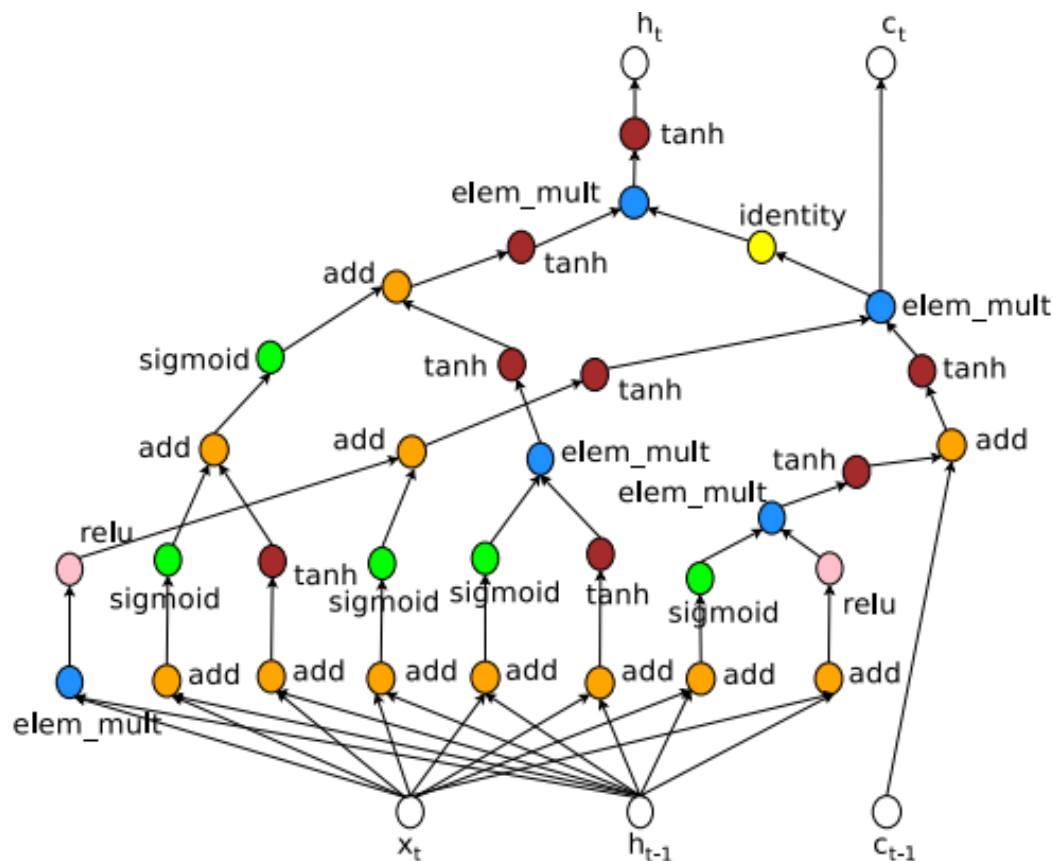 h_t
c_t
tanh
elem_mult
identity
tanh
add
elem_mult
sigmoid
tanh
tanh
tanh
add
add
elem_mult
add
tanh
elem_mult
relu
tanh
sigmoid
sigmoid
sigmoid
tanh
sigmoid
relu
add
add
add
add
add
add
add
elem_mult
x_t
h_t-1
c_t-1